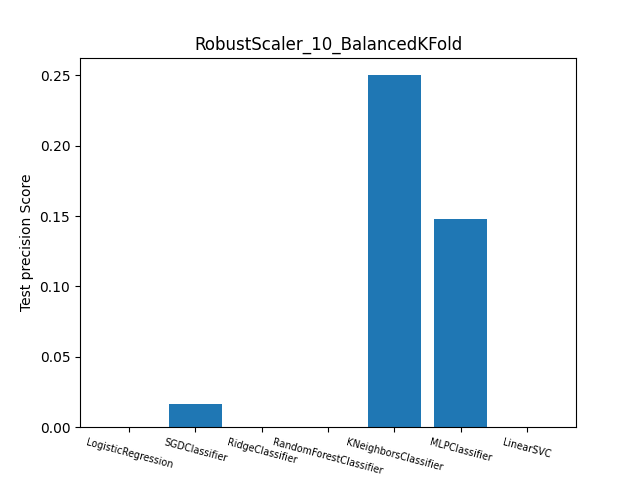 RobustScaler_10_BalancedKFold
Test precision Score
0.25
0.20
0.15
0.10
0.05
0.00
LogisticRegression
SGDClassifier
RidgeClassifier
RandomForestClassifier
KNeighborsClassifier
MLPClassifier
LinearSVC